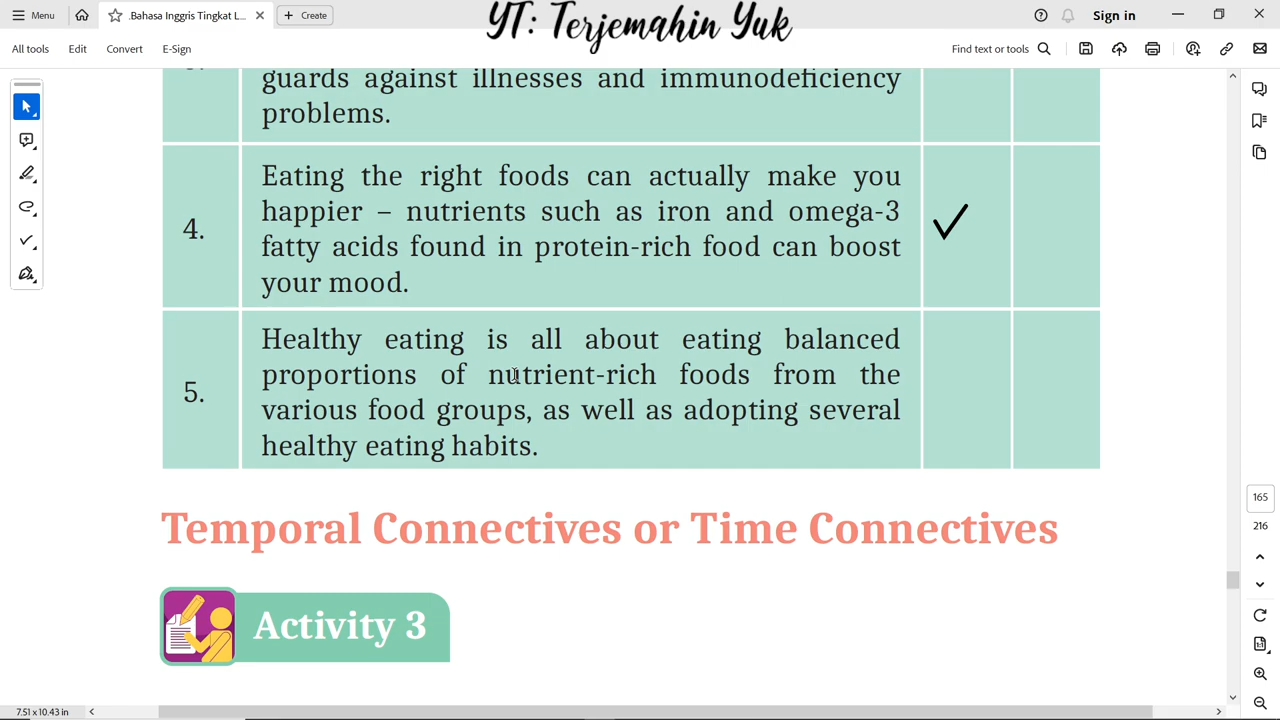 Menu
.Bahasa Inggris Tingkat L...
Create
YT: Terjemahin Yuk
Sign in
All tools
Edit
Convert
E-Sign
Find text or tools
guards against illnesses and immunodeficiency
problems.
4.
Eating the right foods can actually make you
happier – nutrients such as iron and omega-3
fatty acids found in protein-rich food can boost
your mood.
5.
Healthy eating is all about eating balanced
proportions of nutrient-rich foods from the
various food groups, as well as adopting several
healthy eating habits.
Temporal Connectives or Time Connectives
Activity 3
165
216
7.51 x 10.43 in